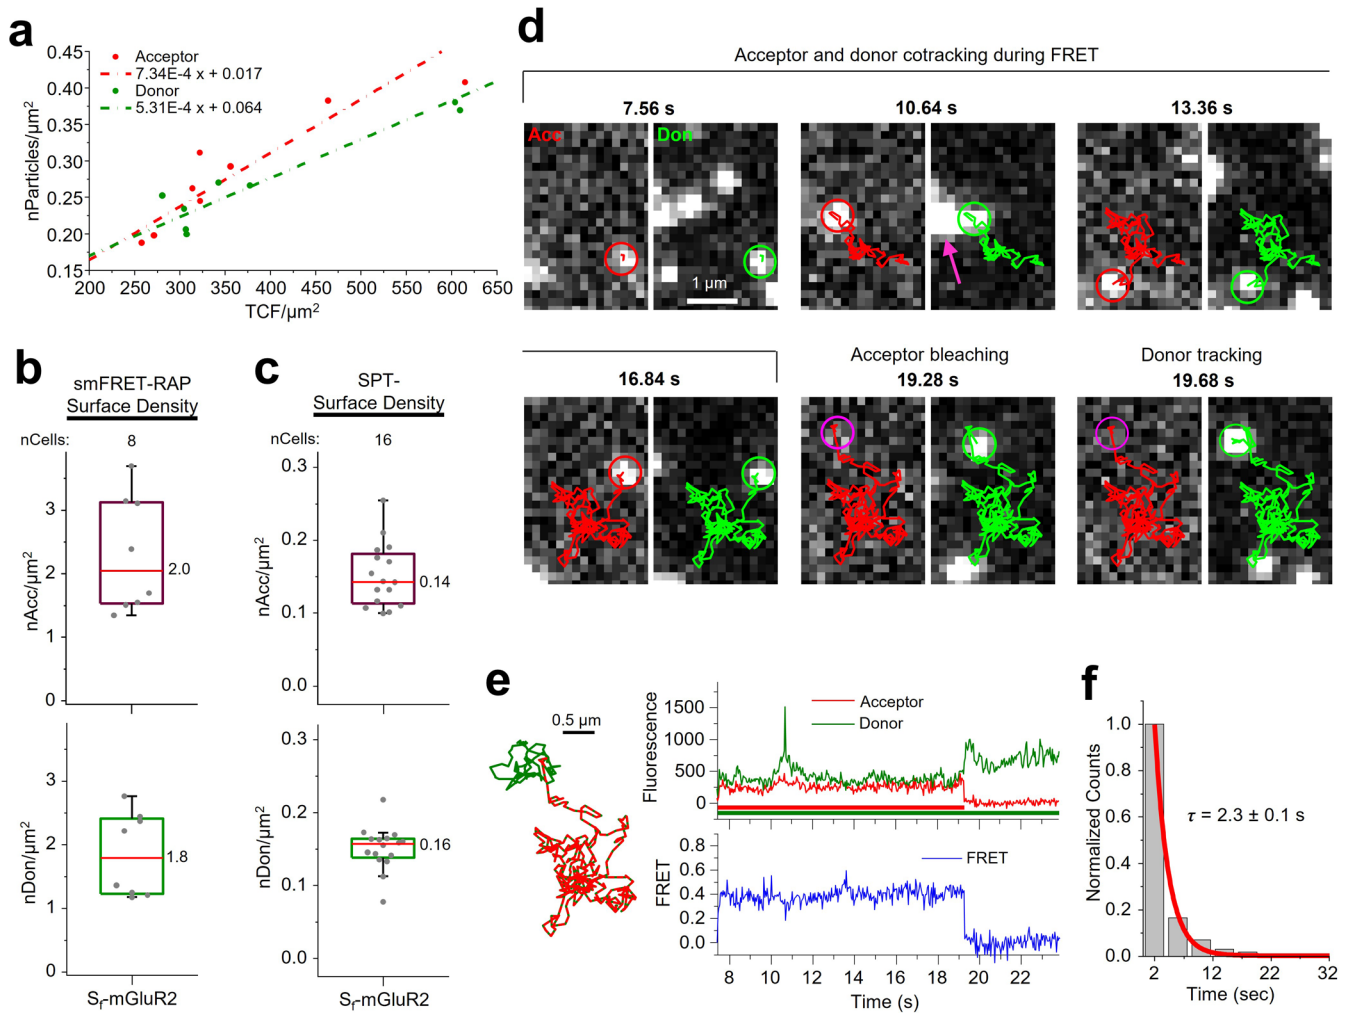 a
nParticles/µm²
0.45
0.40
0.35
0.30
0.25
0.20
0.15
Acceptor
7.34E-4 x + 0.017
Donor
5.31E-4 x + 0.064
200 250 300 350 400 450 500 550 600 650
TCF/µm²
b
smFRET-RAP
Surface Density
nCells: 8
nAcc/µm²
3
2
1
0
2.0
nDon/µm²
3
2
1
0
1.8
Sf-mGluR2
c
SPT-
Surface Density
nCells: 16
nAcc/µm²
0.3
0.2
0.1
0.0
0.14
nDon/µm²
0.3
0.2
0.1
0.0
0.16
Sf-mGluR2
d
Acceptor and donor cotracking during FRET
7.56 s 10.64 s 13.36 s
Acc Don
1 µm
Acceptor bleaching Donor tracking
16.84 s 19.28 s 19.68 s
e
0.5 µm
Fluorescence
1500
1000
500
0
Acceptor
Donor
FRET
0.8
0.6
0.4
0.2
0.0
FRET
8 10 12 14 16 18 20 22
Time (s)
f
Normalized Counts
1.0
0.8
0.6
0.4
0.2
0.0
τ = 2.3 ± 0.1 s
2 12 22 32
Time (sec)